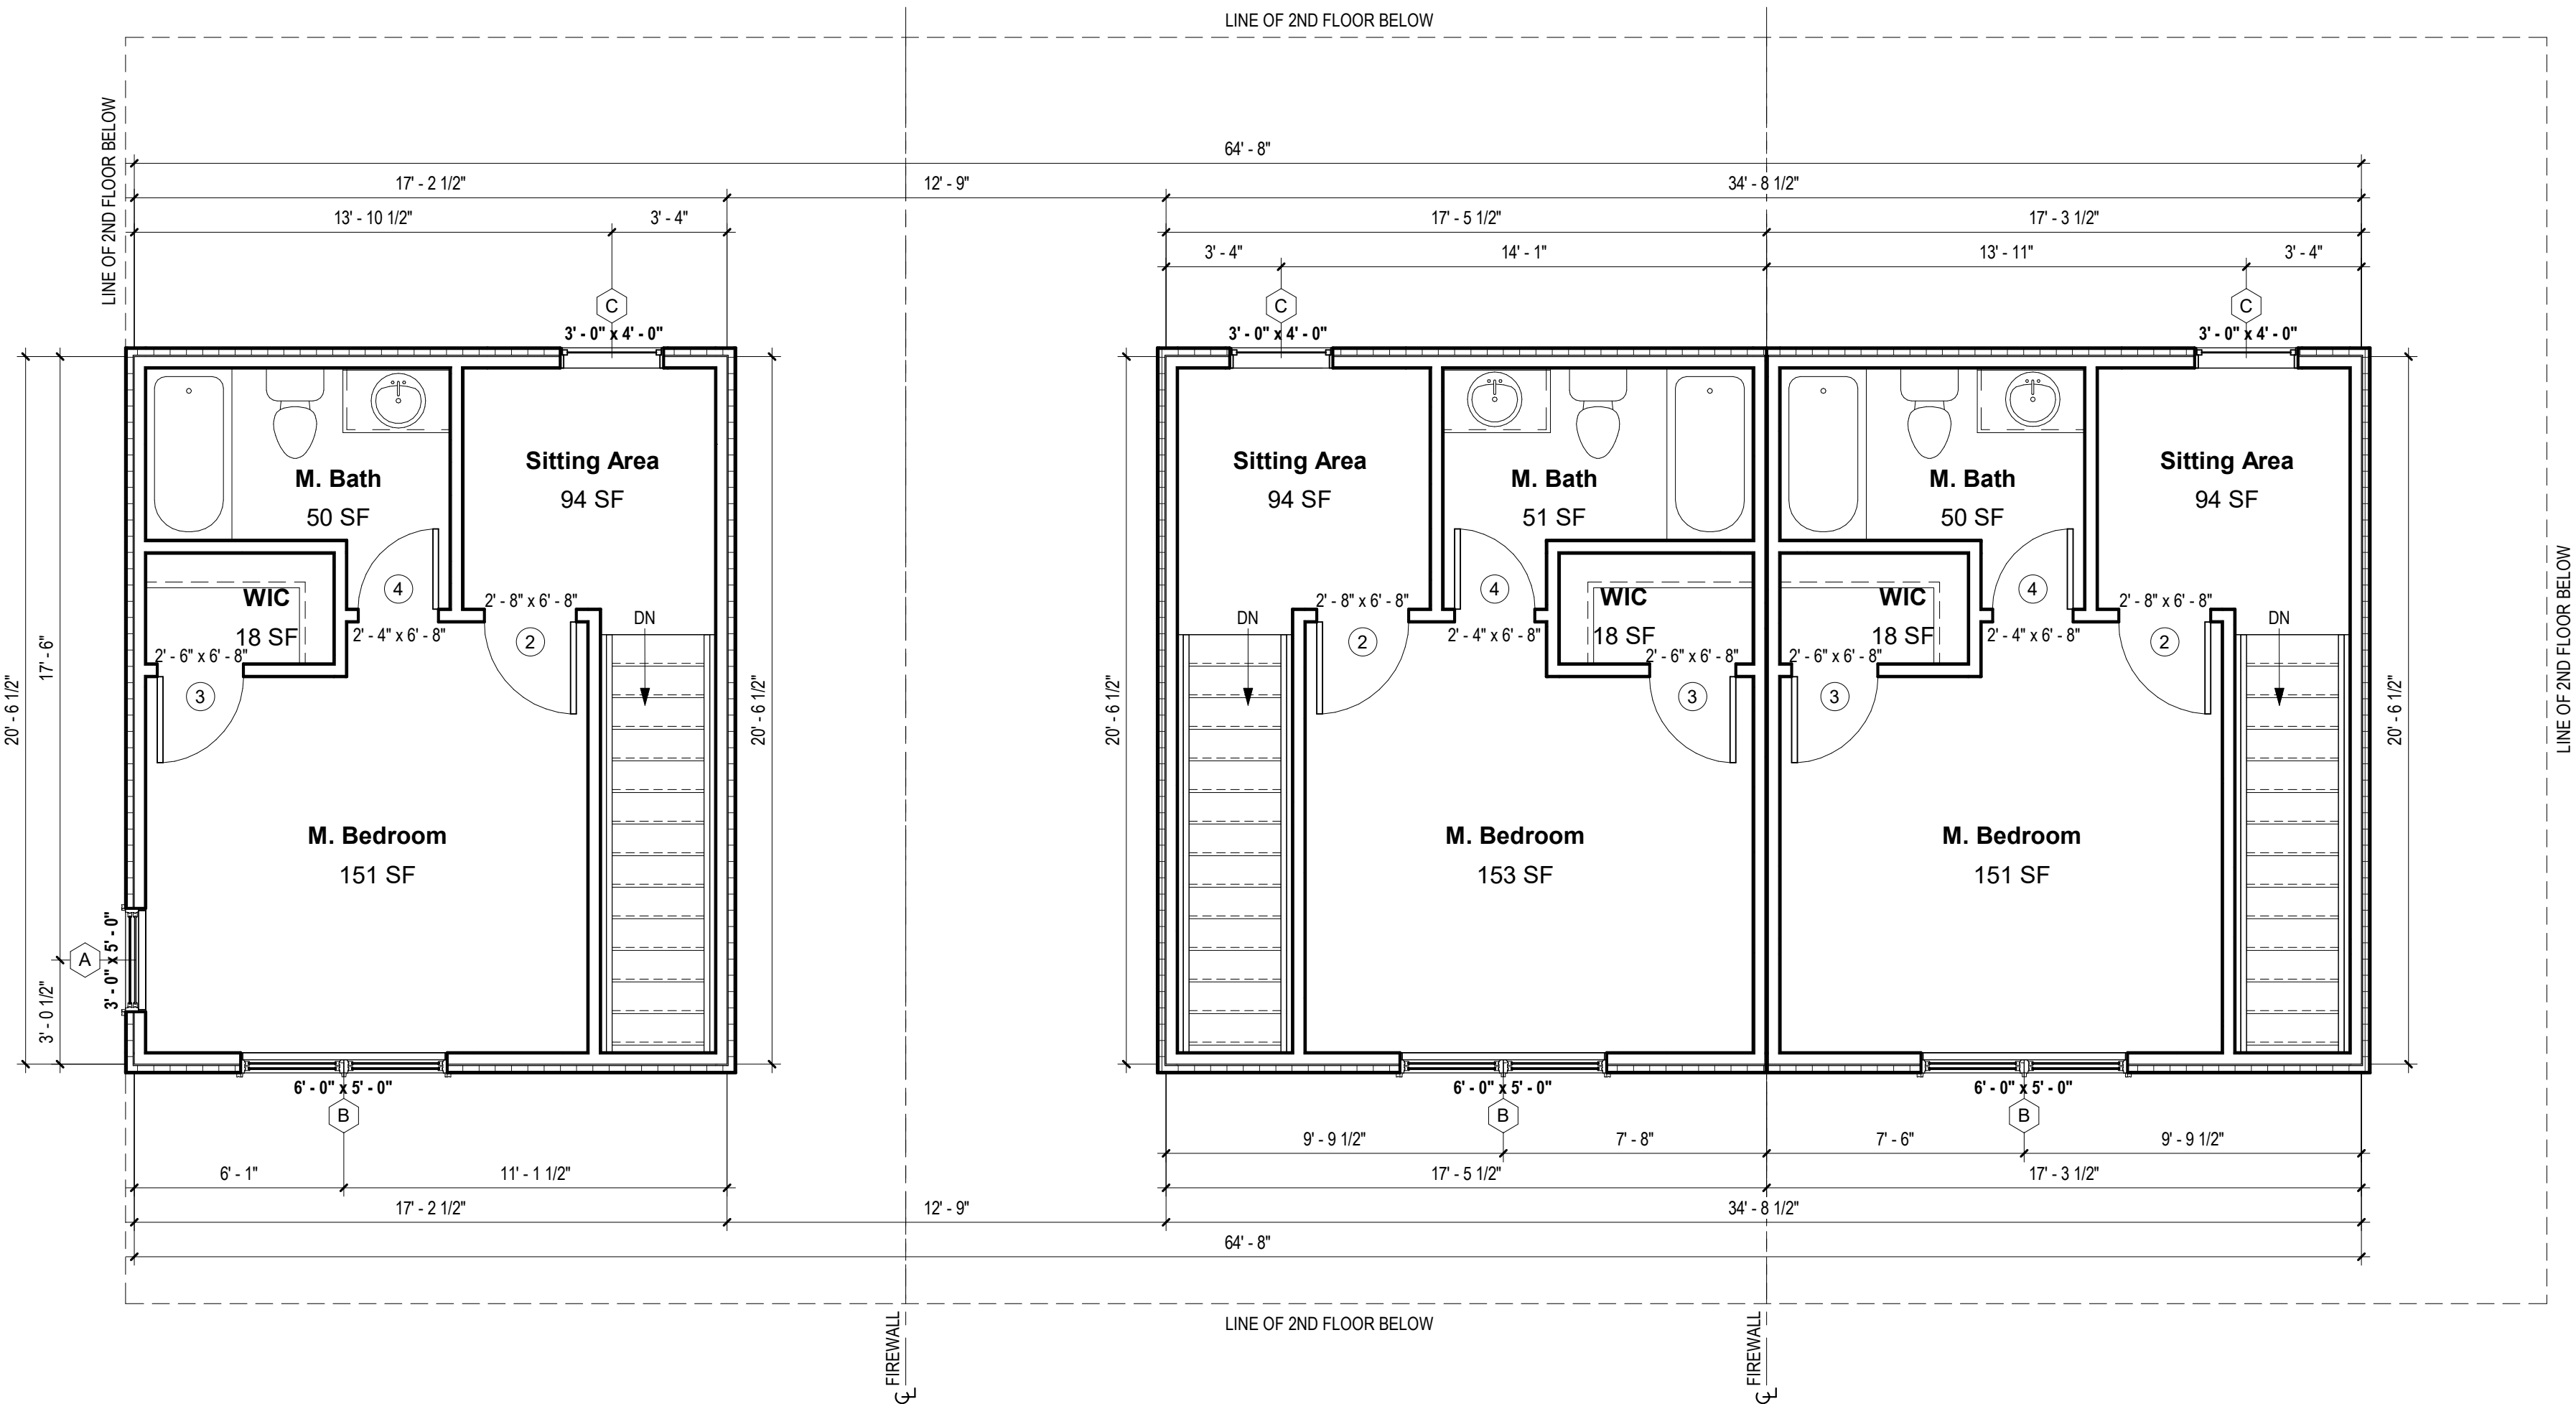 LINE OF 2ND FLOOR BELOW
LINE OF 2ND FLOOR BELOW
64' - 8"
17' - 2 1/2"
12' - 9"
34' - 8 1/2"
13' - 10 1/2"
3' - 4"
17' - 5 1/2"
17' - 3 1/2"
3' - 4"
14' - 1"
13' - 11"
3' - 4"
C
C
C
3' - 0" x 4' - 0"
3' - 0" x 4' - 0"
3' - 0" x 4' - 0"
20' - 6 1/2"
17' - 6"
3' - 0 1/2"
A
3' - 0" x 5' - 0"
M. Bath
50 SF
Sitting Area
94 SF
WIC
18 SF
4
2' - 4" x 6' - 8"
2' - 8" x 6' - 8"
2
2' - 6" x 6' - 8"
3
DN
M. Bedroom
151 SF
20' - 6 1/2"
20' - 6 1/2"
Sitting Area
94 SF
M. Bath
51 SF
DN
2' - 8" x 6' - 8"
2
4
2' - 4" x 6' - 8"
WIC
18 SF
2' - 6" x 6' - 8"
3
M. Bedroom
153 SF
M. Bath
50 SF
Sitting Area
94 SF
WIC
18 SF
2' - 6" x 6' - 8"
3
4
2' - 4" x 6' - 8"
2' - 8" x 6' - 8"
2
DN
M. Bedroom
151 SF
20' - 6 1/2"
LINE OF 2ND FLOOR BELOW
6' - 0" x 5' - 0"
6' - 0" x 5' - 0"
6' - 0" x 5' - 0"
B
B
B
9' - 9 1/2"
7' - 8"
7' - 6"
9' - 9 1/2"
6' - 1"
11' - 1 1/2"
17' - 5 1/2"
17' - 3 1/2"
17' - 2 1/2"
12' - 9"
34' - 8 1/2"
64' - 8"
LINE OF 2ND FLOOR BELOW
CL FIREWALL
CL FIREWALL